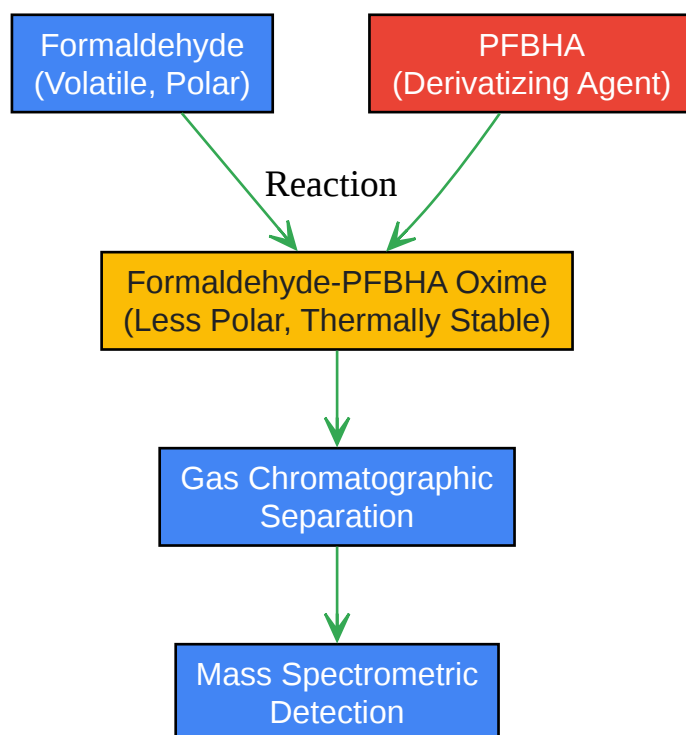 Formaldehyde
(Volatile, Polar)
PFBHA
(Derivatizing Agent)
Reaction
Formaldehyde-PFBHA Oxime
(Less Polar, Thermally Stable)
Gas Chromatographic
Separation
Mass Spectrometric
Detection